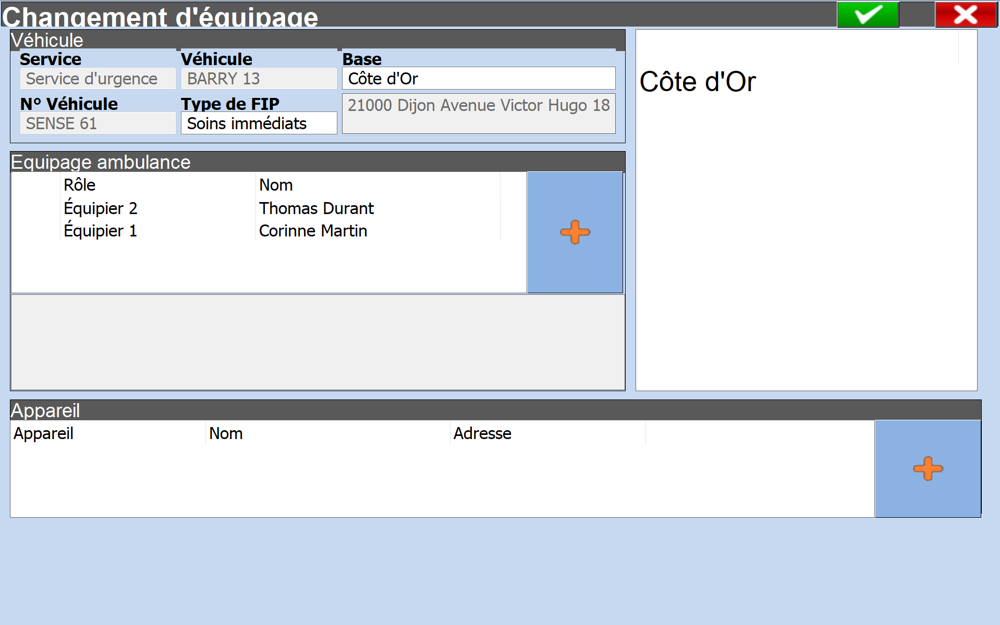 Changement d'équipage
Véhicule
Service Véhicule Base
Service d'urgence BARRY 13 Côte d'Or
N° Véhicule Type de FIP 21000 Dijon Avenue Victor Hugo 18
SENSE 61 Soins immédiats
Côte d'Or
Equipage ambulance
Rôle Nom
Équipier 2 Thomas Durant
Équipier 1 Corinne Martin
Appareil
Appareil Nom Adresse